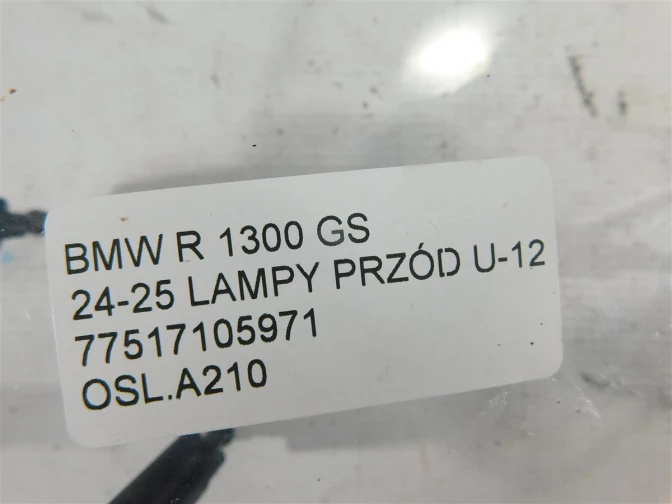 BMW R 1300 GS
24-25 LAMPY PRZÓD U-12
77517105971
OSL.A210